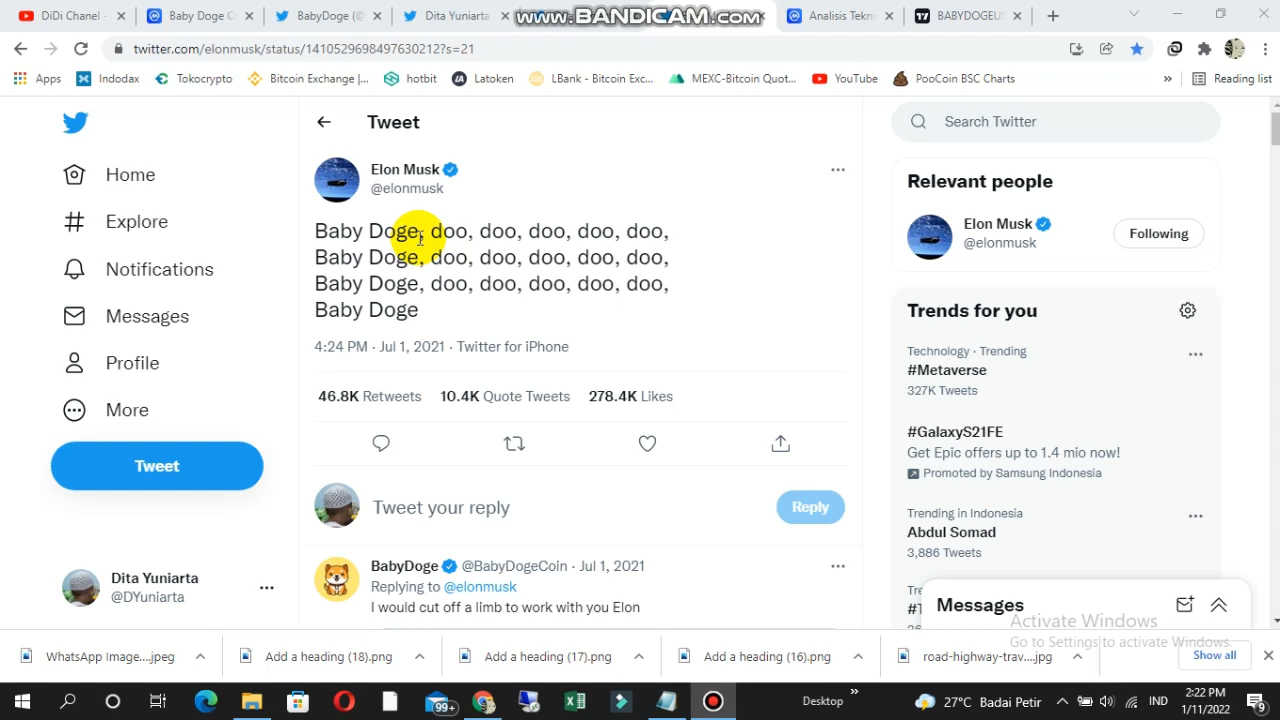 DiDi Chanel -
Baby Doge C
BabyDoge (@
Dita Yuniarta
www.BANDICAM.com
Analisis Tekni
BABYDOGEUS
twitter.com/elonmusk/status/1410529698497630212?s=21
Apps
Indodax
Tokocrypto
Bitcoin Exchange |...
hotbit
Latoken
LBank - Bitcoin Exc...
MEXC-Bitcoin Quot...
YouTube
PooCoin BSC Charts
»
Reading list
Home
Explore
Notifications
Messages
Profile
More
Tweet
Dita Yuniarta
@DYuniarta
Tweet
Elon Musk
@elonmusk
Baby Doge, doo, doo, doo, doo, doo,
Baby Doge, doo, doo, doo, doo, doo,
Baby Doge, doo, doo, doo, doo, doo,
Baby Doge
4:24 PM · Jul 1, 2021 · Twitter for iPhone
46.8K Retweets 10.4K Quote Tweets 278.4K Likes
Tweet your reply
Reply
BabyDoge @BabyDogeCoin · Jul 1, 2021
Replying to @elonmusk
I would cut off a limb to work with you Elon
Search Twitter
Relevant people
Elon Musk
@elonmusk
Following
Trends for you
Technology · Trending
#Metaverse
327K Tweets
#GalaxyS21FE
Get Epic offers up to 1.4 mio now!
Promoted by Samsung Indonesia
Trending in Indonesia
Abdul Somad
3,886 Tweets
Messages
Activate Windows
Go to Settings to activate Windows.
WhatsApp Image....jpeg
Add a heading (18).png
Add a heading (17).png
Add a heading (16).png
road-highway-trav....jpg
Show all
99+
Desktop
»
27°C Badai Petir
IND
2:22 PM
1/11/2022
9